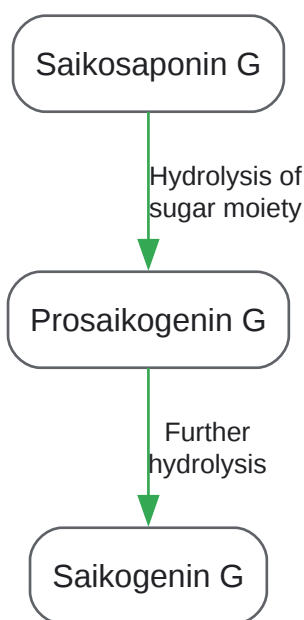 Saikosaponin G
Hydrolysis of
sugar moiety
Prosaikogenin G
Further
hydrolysis
Saikogenin G